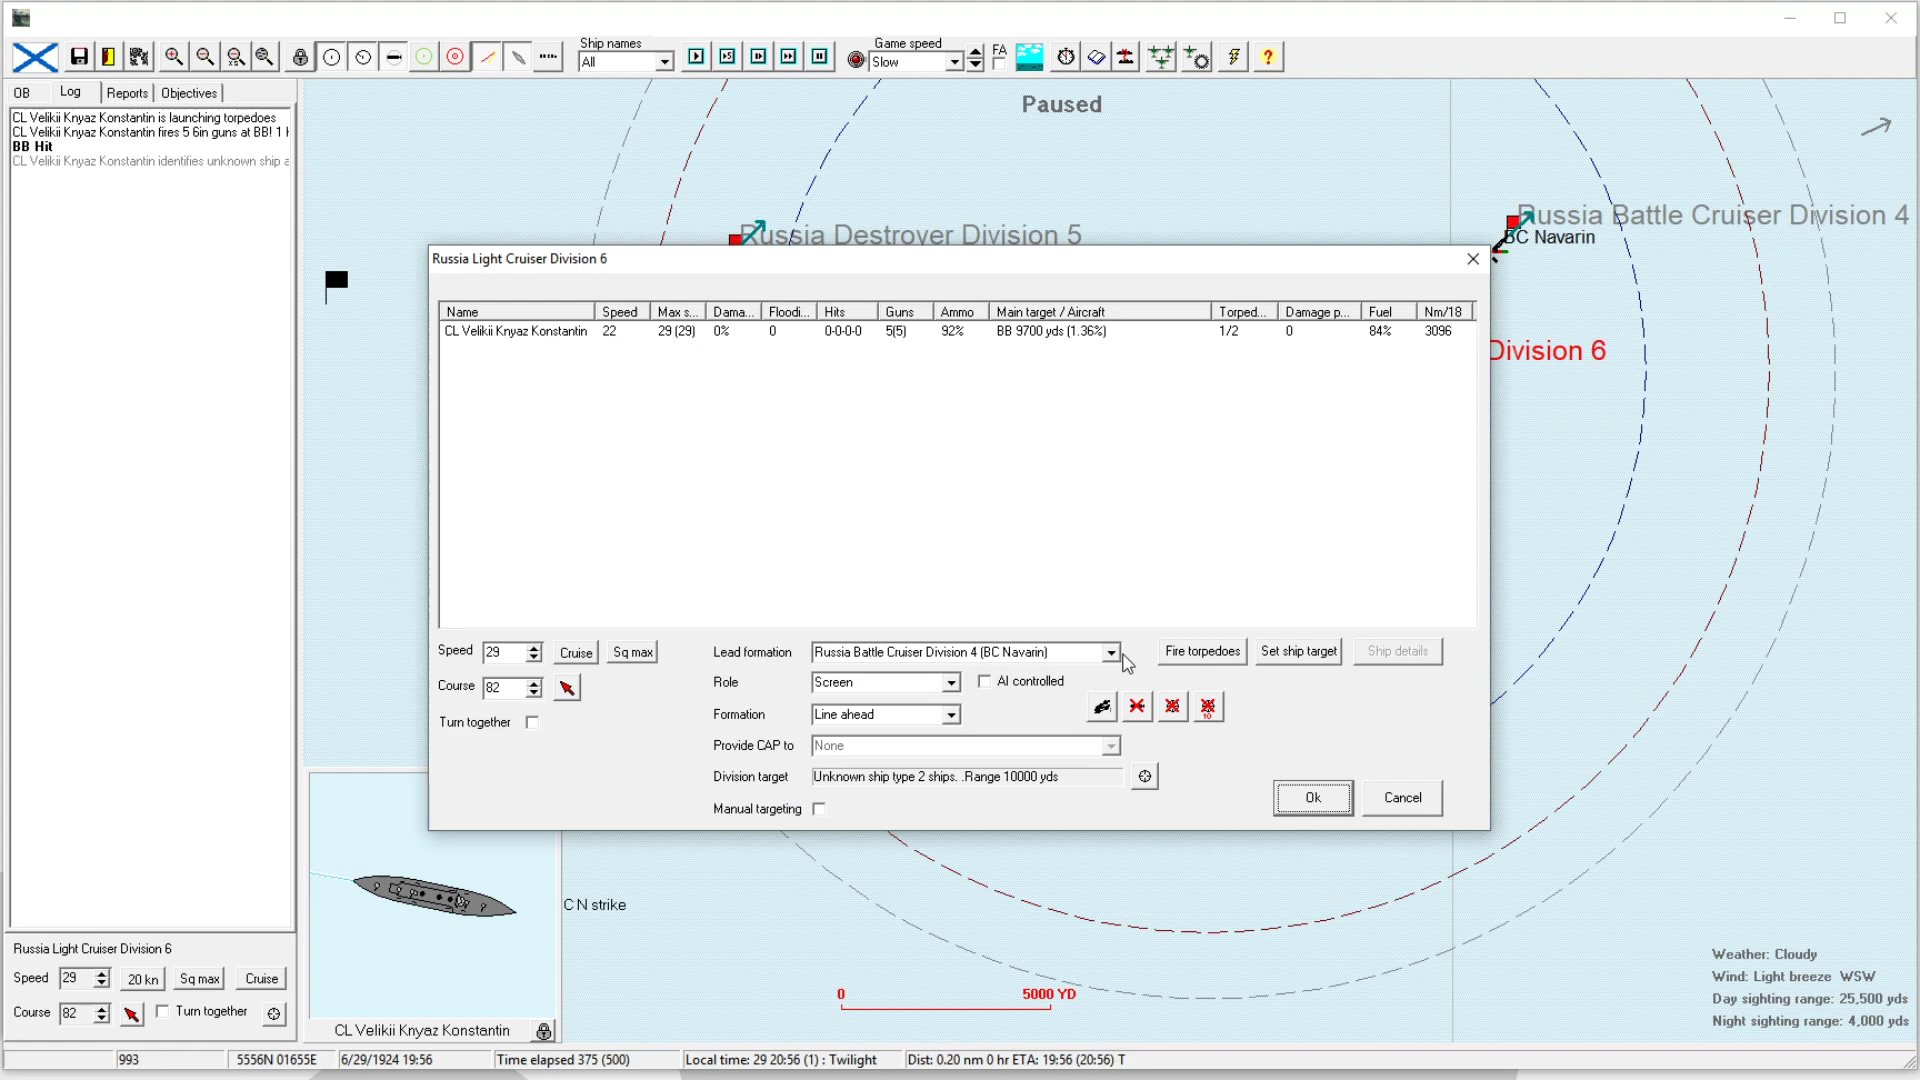 Ship names
All
Game speed
Slow
FA
OB Log Reports Objectives
CL Velikii Knyaz Konstantin is launching torpedoes
CL Velikii Knyaz Konstantin fires 5 6in guns at BB! 1 H
BB Hit
CL Velikii Knyaz Konstantin identifies unknown ship a
Paused
Russia Destroyer Division 5
Russia Battle Cruiser Division 4
BC Navarin
Division 6
Russia Light Cruiser Division 6
Name Speed Max s... Dama... Floodi... Hits Guns Ammo Main target / Aircraft Torped... Damage p... Fuel Nm/18
CL Velikii Knyaz Konstantin 22 29 (29) 0% 0 0-0-0-0 5(5) 92% BB 9700 yds (1.36%) 1/2 0 84% 3096
Speed 29 Cruise Sq max
Course 82
Turn together
Lead formation Russia Battle Cruiser Division 4 (BC Navarin)
Role Screen AI controlled
Formation Line ahead
Provide CAP to None
Division target Unknown ship type 2 ships. .Range 10000 yds
Manual targeting
Fire torpedoes Set ship target Ship details
10
Ok Cancel
C N strike
0 5000 YD
Weather: Cloudy
Wind: Light breeze WSW
Day sighting range: 25,500 yds
Night sighting range: 4,000 yds
Russia Light Cruiser Division 6
Speed 29 20 kn Sq max Cruise
Course 82 Turn together
CL Velikii Knyaz Konstantin
993 5556N 01655E 6/29/1924 19:56 Time elapsed 375 (500) Local time: 29 20:56 (1) : Twilight Dist: 0.20 nm 0 hr ETA: 19:56 (20:56) T